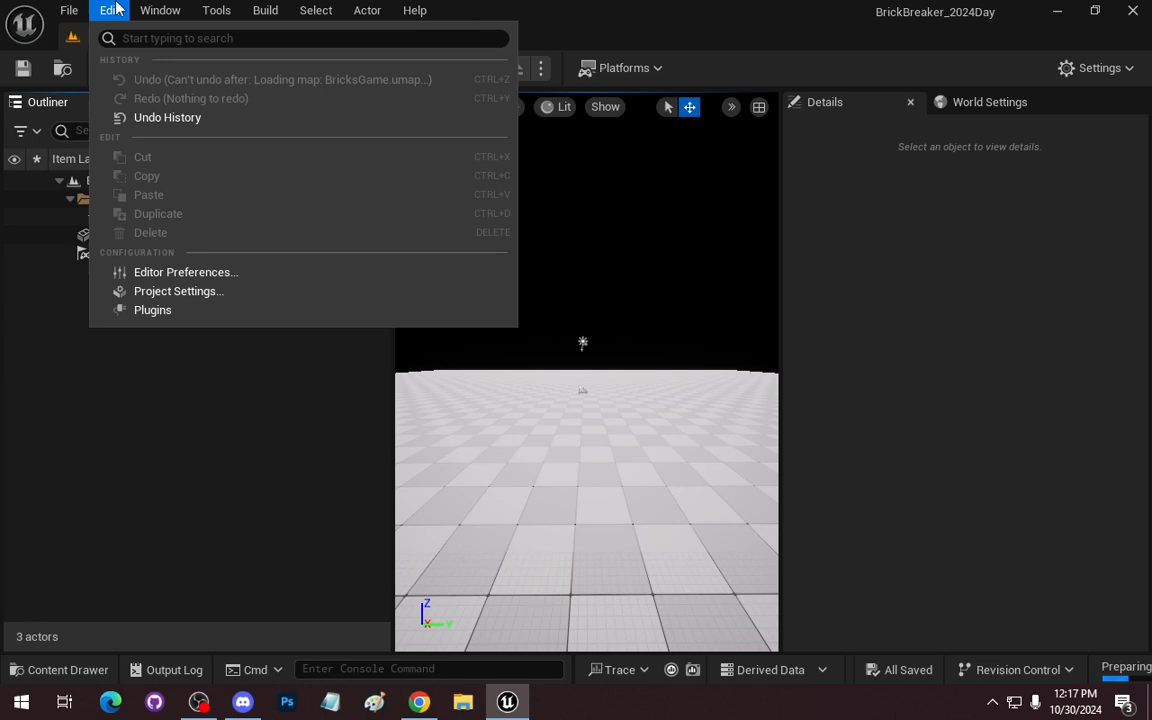 File Edi Window Tools Build Select Actor Help BrickBreaker_2024Day
Start typing to search
HISTORY
Platforms Settings
Undo (Can't undo after: Loading map: BricksGame.umap...) CTRL+Z
Redo (Nothing to redo) CTRL+Y
Outliner Lit Show Details World Settings
Undo History
Se
EDIT
Select an object to view details.
Item La Cut CTRL+X
Copy CTRL+C
Paste CTRL+V
Duplicate CTRL+D
Delete DELETE
CONFIGURATION
Editor Preferences...
Project Settings...
Plugins
Z
X Y
3 actors
Content Drawer Output Log Cmd Enter Console Command Trace Derived Data All Saved Revision Control Preparing
Ps 12:17 PM
10/30/2024 3